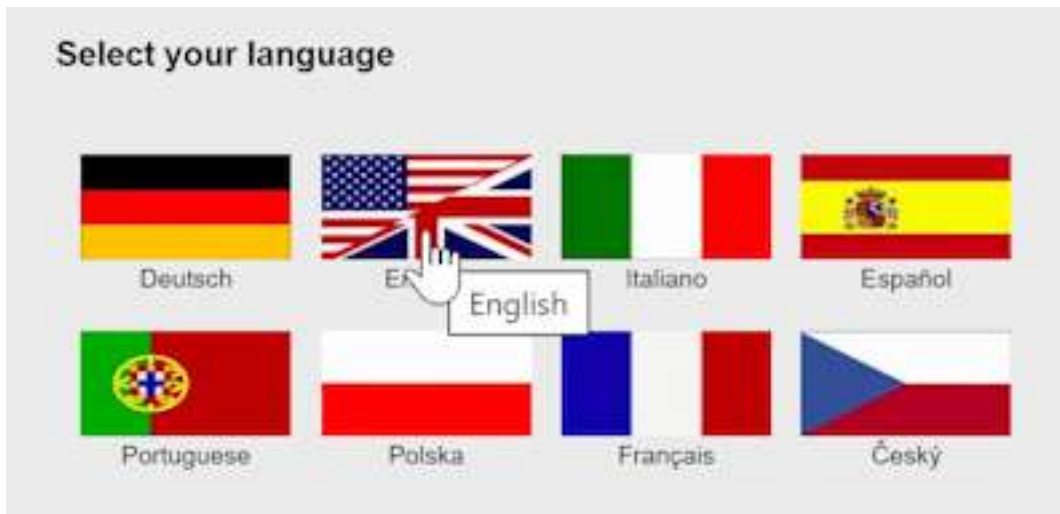 Select your language
Deutsch
English
Italiano
Español
Portuguese
Polska
Français
Český